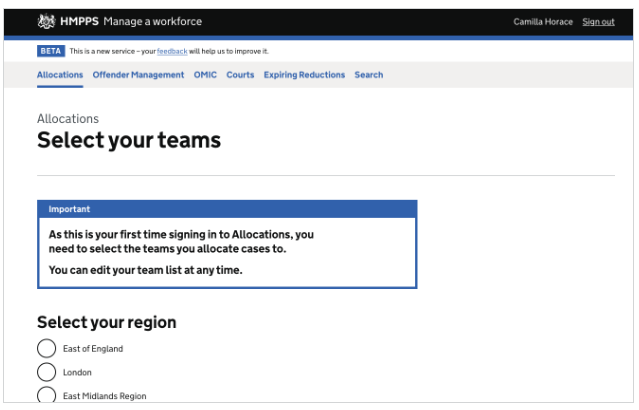 HMPPS Manage a workforce Camilla Horace Sign out
BETA This is a new service – your feedback will help us to improve it.
Allocations Offender Management OMIC Courts Expiring Reductions Search
Allocations
Select your teams
Important
As this is your first time signing in to Allocations, you
need to select the teams you allocate cases to.
You can edit your team list at any time.
Select your region
East of England
London
East Midlands Region